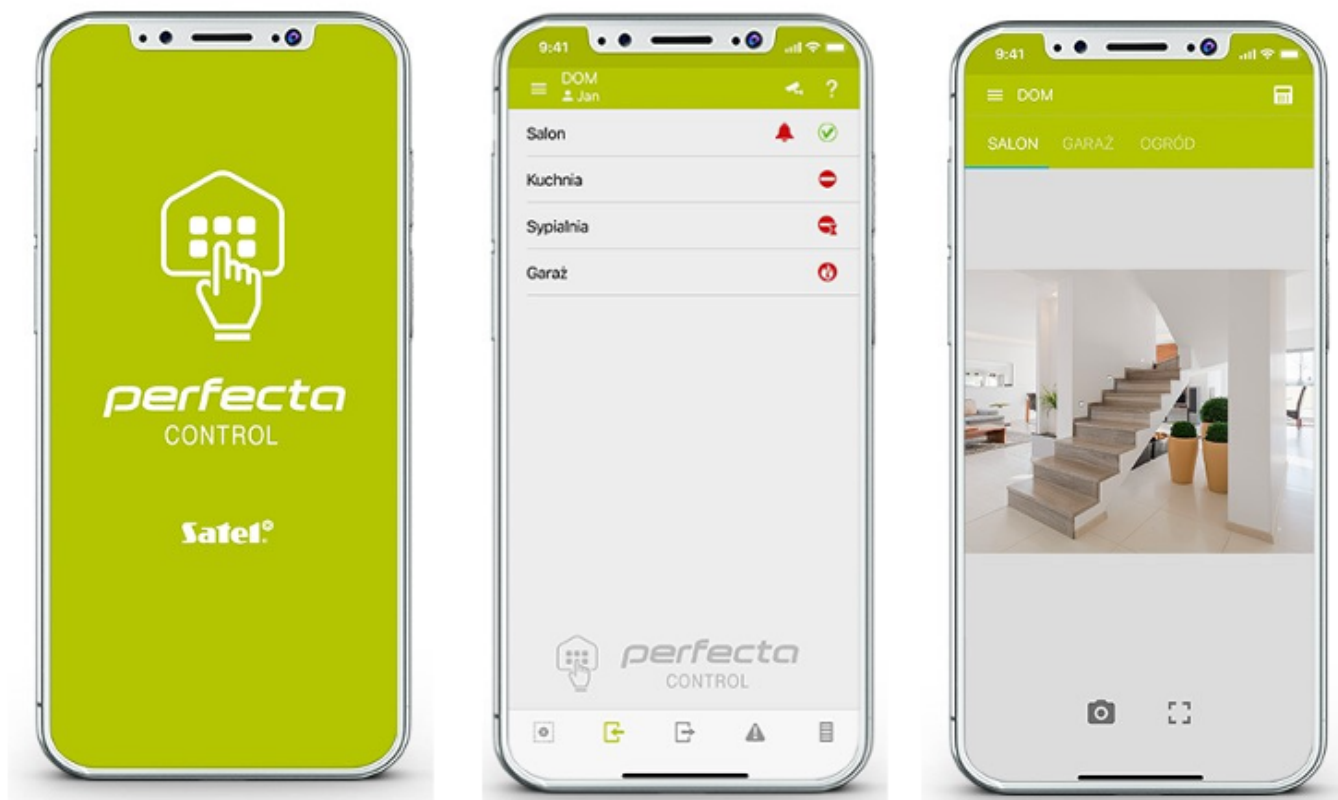 perfecta
CONTROL
Satel®
9:41
DOM
Jan
?
Salon
Kuchnia
Sypialnia
Garaż
perfecta
CONTROL
9:41
DOM
SALON GARAŻ OGRÓD